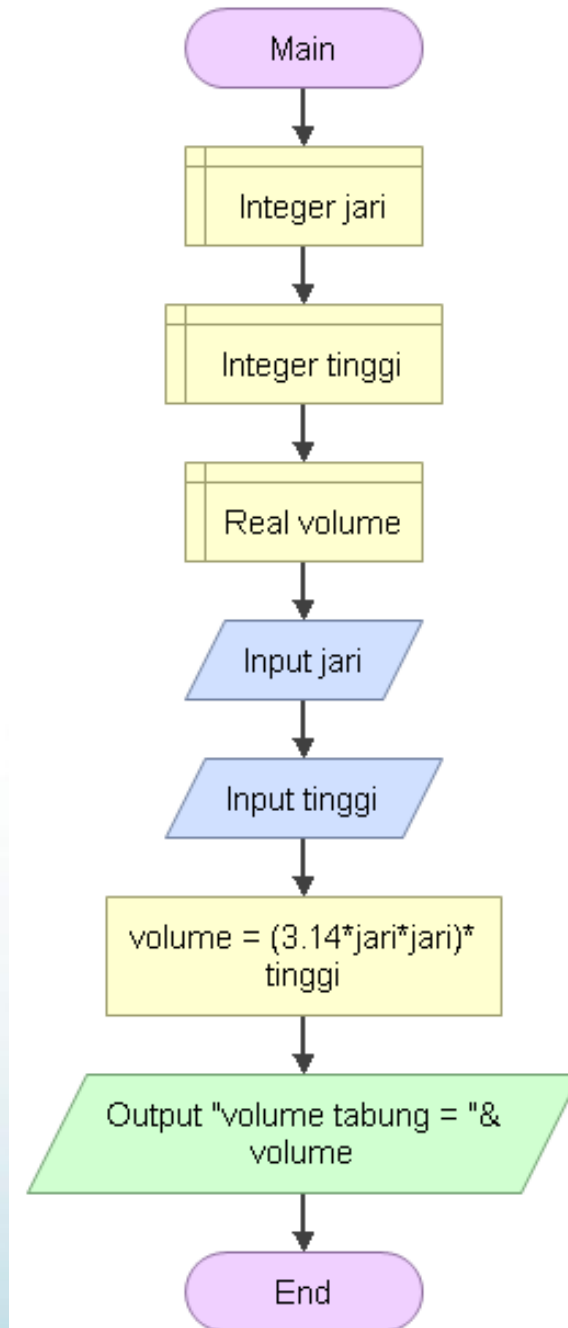 Main
Integer jari
Integer tinggi
Real volume
Input jari
Input tinggi
volume = (3.14*jari*jari)*
tinggi
Output "volume tabung = "&
volume
End